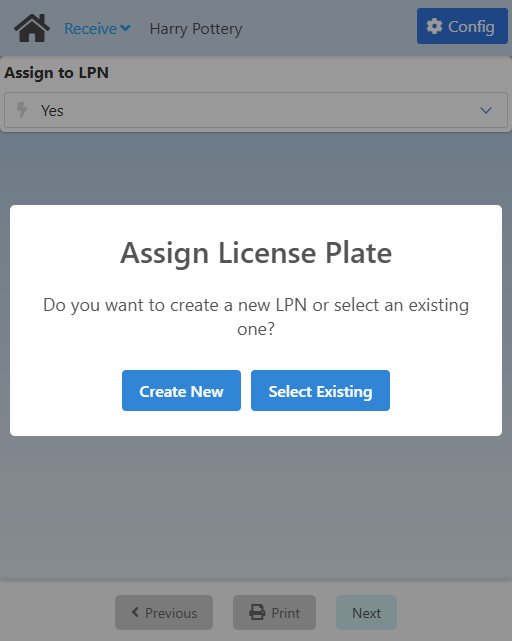 Receive Harry Pottery Config
Assign to LPN
Yes
Assign License Plate
Do you want to create a new LPN or select an existing
one?
Create New Select Existing
Previous Print Next